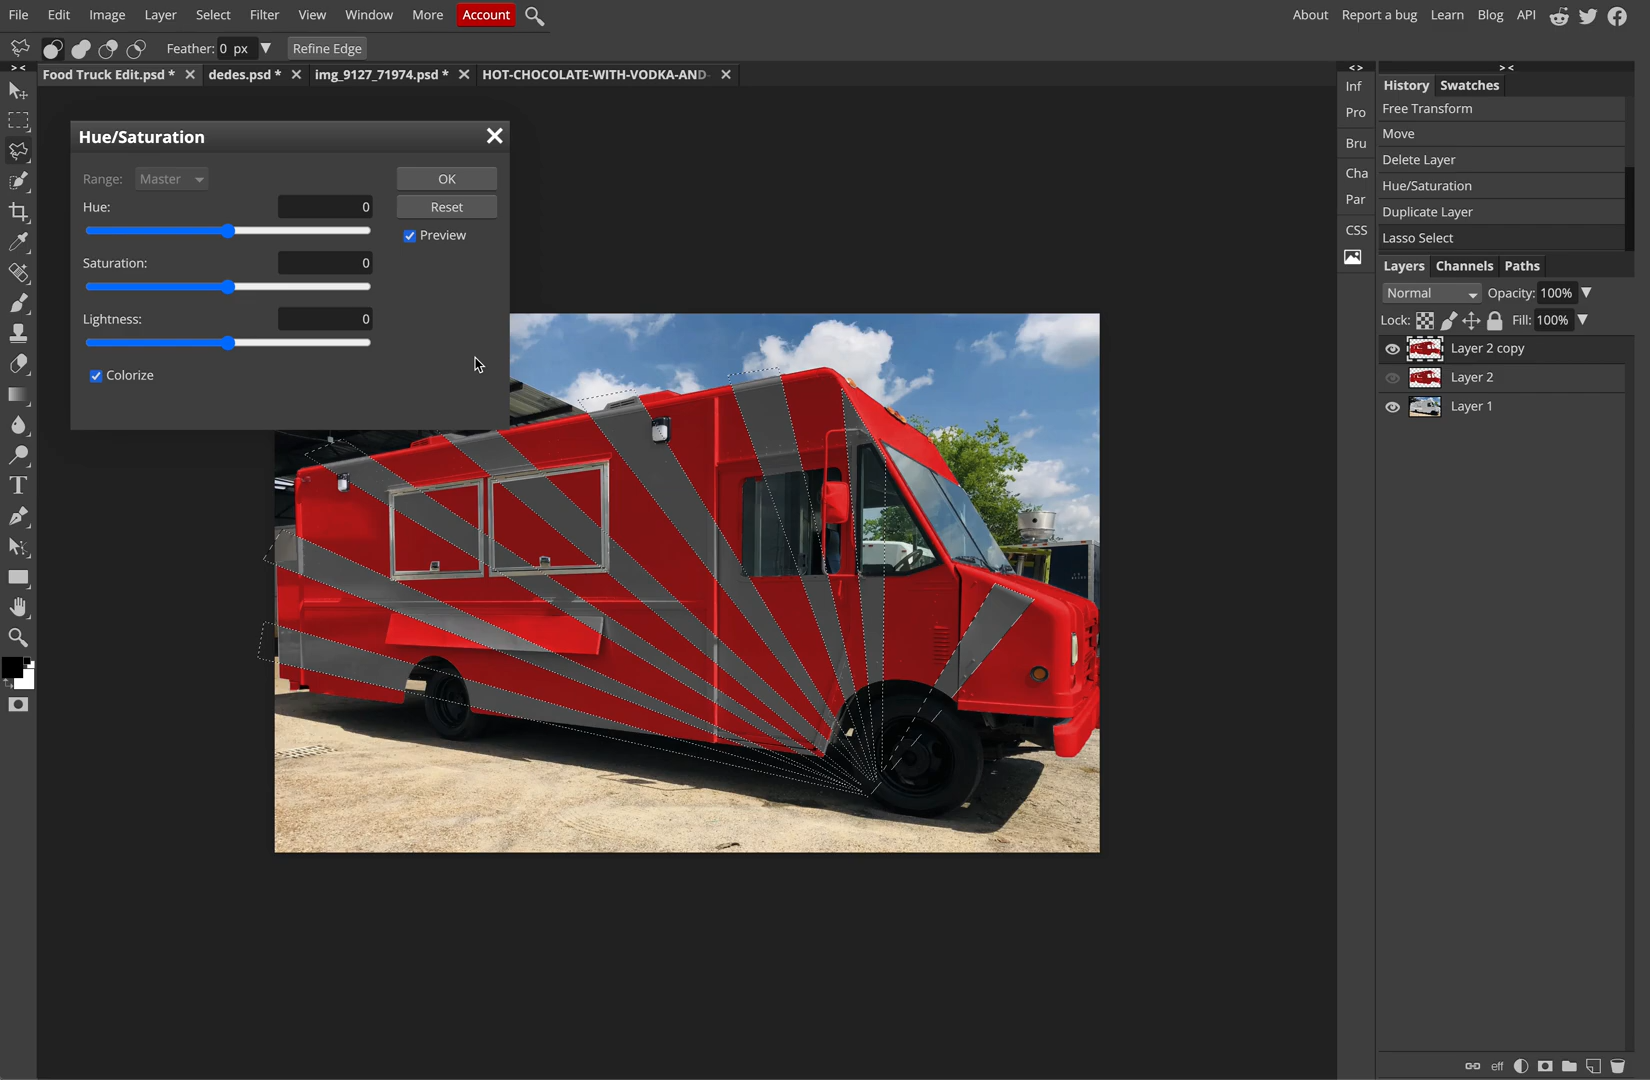 File Edit Image Layer Select Filter View Window More Account About Report a bug Learn Blog API
Feather: 0 px Refine Edge
> < Food Truck Edit.psd * dedes.psd * img_9127_71974.psd * HOT-CHOCOLATE-WITH-VODKA-AND- < > > <
Inf History Swatches
Pro Free Transform
Bru Move
Cha Delete Layer
Par Hue/Saturation
CSS Duplicate Layer
Lasso Select
Hue/Saturation
Range: Master OK
Hue: 0 Reset
Preview
Saturation: 0
Lightness: 0
Colorize
Layers Channels Paths
Normal Opacity: 100%
Lock: Fill: 100%
Layer 2 copy
Layer 2
Layer 1
eff